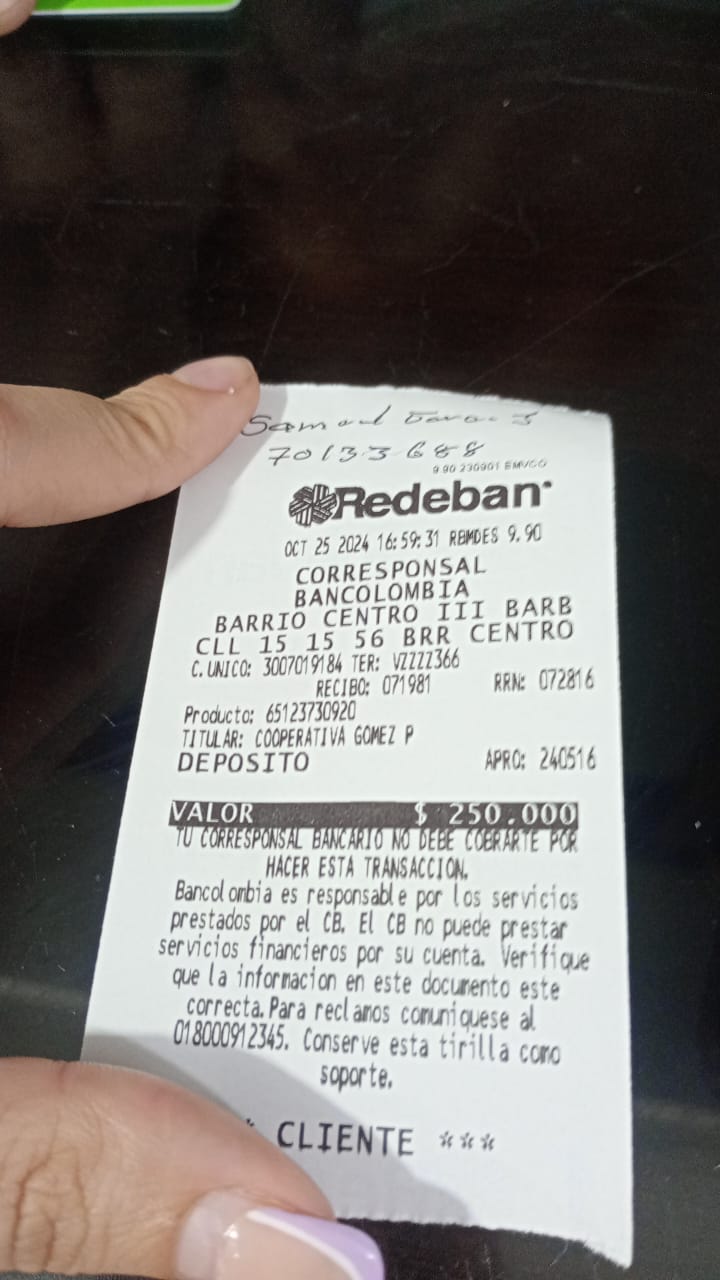 70133688
9.90 230901 EMVCO
Redeban
OCT 25 2024 16:59:31 RBMDES 9.90
CORRESPONSAL
BANCOLOMBIA
BARRIO CENTRO III BARB
CLL 15 15 56 BRR CENTRO
C. UNICO: 3007019184 TER: VZZZZ366
RECIBO: 071981 RRN: 072816
Producto: 65123730920
TITULAR: COOPERATIVA GOMEZ P
DEPOSITO APRO: 240516
VALOR $ 250.000
TU CORRESPONSAL BANCARIO NO DEBE COBRARTE POR
HACER ESTA TRANSACCION.
Bancolombia es responsable por los servicios
prestados por el CB. El CB no puede prestar
servicios financieros por su cuenta. Verifique
que la informacion en este documento este
correcta. Para reclamos comuniquese al
018000912345. Conserve esta tirilla como
soporte.
CLIENTE ***